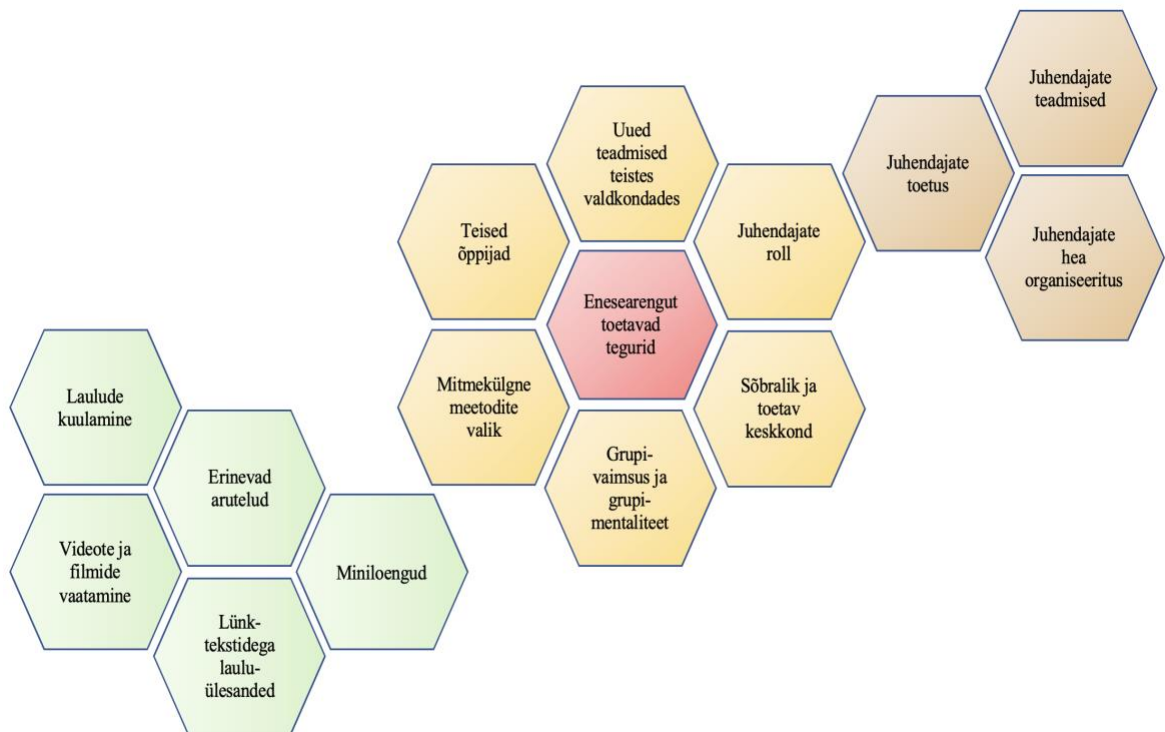 Juhendajate
teadmised
Uued
teadmised
teistes
valdkondades
Juhendajate
toetus
Teised
õppijad
Juhendajate
roll
Juhendajate
hea
organiseeritus
Enesearengut
toetavad
tegurid
Mitmekülgne
meetodite
valik
Sõbralik ja
toetav
keskkond
Grupi-
vaimsus ja
grupi-
mentaliteet
Laulude
kuulamine
Erinevad
arutelud
Videote ja
filmide
vaatamine
Miniloengud
Lünk-
tekstidega
laulu-
ülesanded